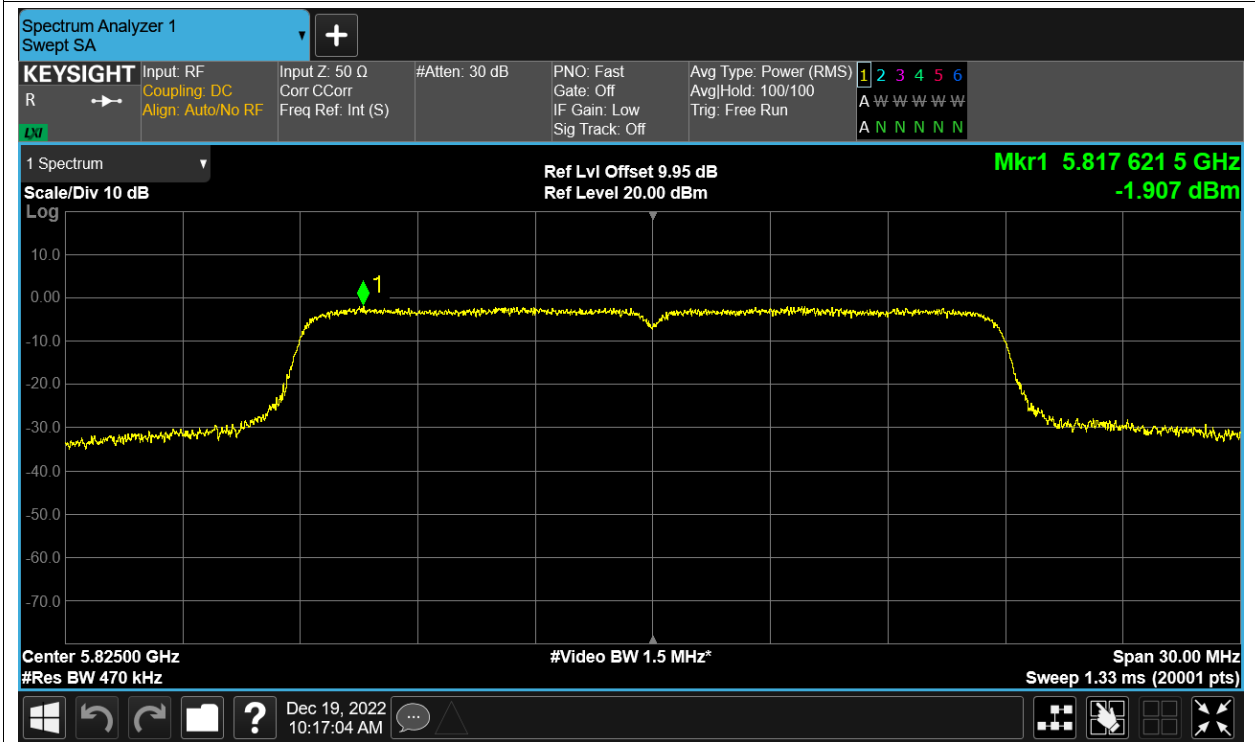 Spectrum Analyzer 1
Swept SA
+
KEYSIGHT
R
LXI
Input: RF
Coupling: DC
Align: Auto/No RF
Input Z: 50 Ω
Corr CCorr
Freq Ref: Int (S)
#Atten: 30 dB
PNO: Fast
Gate: Off
IF Gain: Low
Sig Track: Off
Avg Type: Power (RMS)
Avg|Hold: 100/100
Trig: Free Run
1 2 3 4 5 6
A W W W W W
A N N N N N
1 Spectrum
Scale/Div 10 dB
Log
Ref Lvl Offset 9.95 dB
Ref Level 20.00 dBm
Mkr1 5.817 621 5 GHz
-1.907 dBm
10.0
1
0.00
-10.0
-20.0
-30.0
-40.0
-50.0
-60.0
-70.0
Center 5.82500 GHz
#Res BW 470 kHz
#Video BW 1.5 MHz*
Span 30.00 MHz
Sweep 1.33 ms (20001 pts)
?
Dec 19, 2022
10:17:04 AM